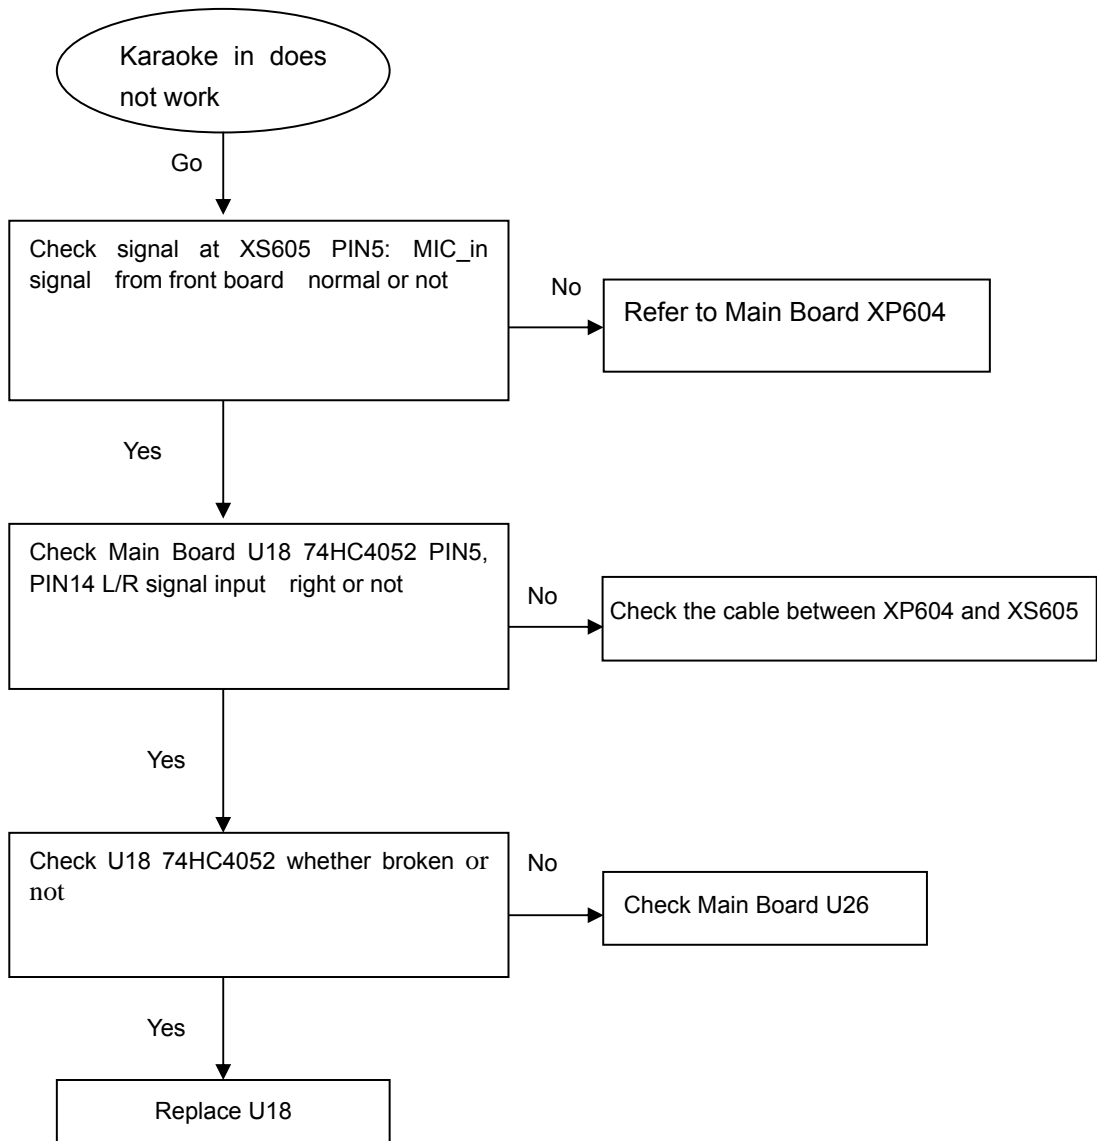 Karaoke in does
not work
Go
Check signal at XS605 PIN5: MIC_in
signal from front board normal or not
No
Refer to Main Board XP604
Yes
Check Main Board U18 74HC4052 PIN5,
PIN14 L/R signal input right or not
No
Check the cable between XP604 and XS605
Yes
Check U18 74HC4052 whether broken or
not
No
Check Main Board U26
Yes
Replace U18